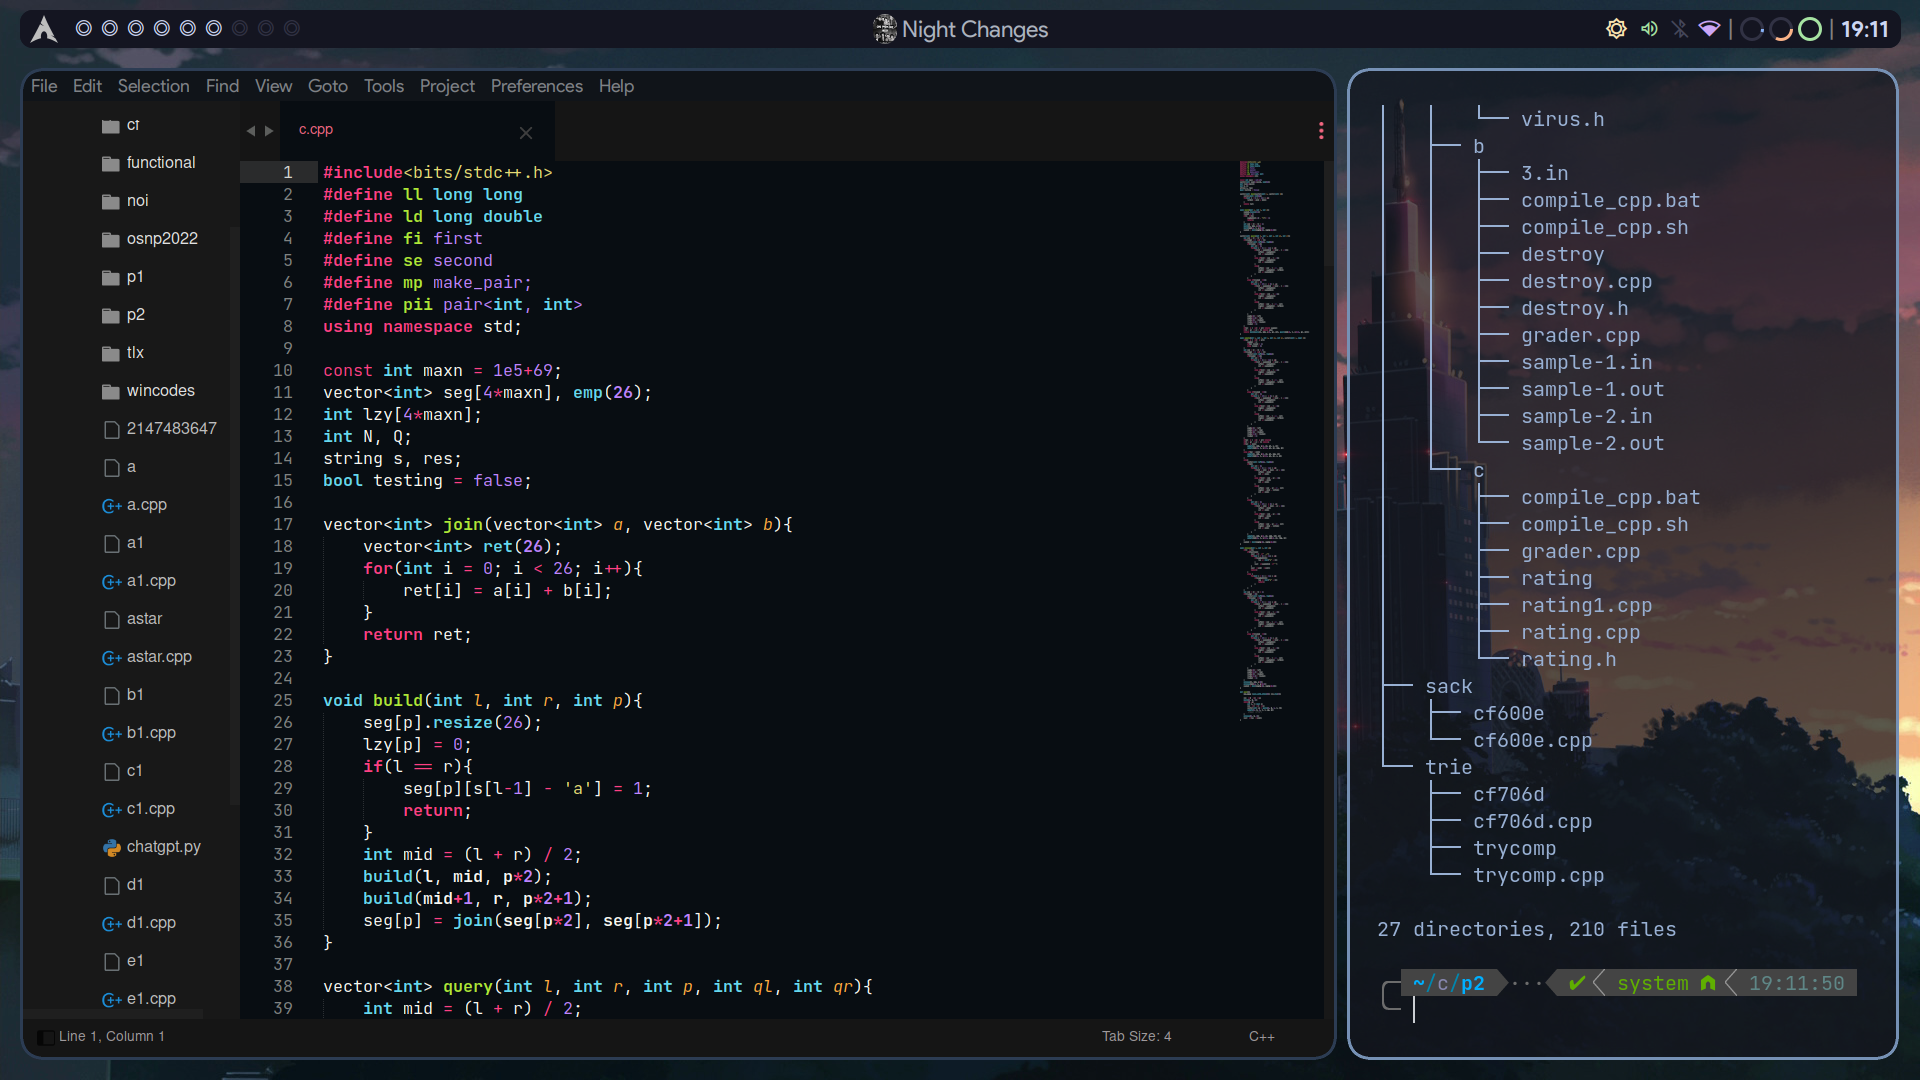 Night Changes
19:11
File Edit Selection Find View Goto Tools Project Preferences Help
cf
functional
noi
osnp2022
p1
p2
tlx
wincodes
2147483647
a
a.cpp
a1
a1.cpp
astar
astar.cpp
b1
b1.cpp
c1
c1.cpp
chatgpt.py
d1
d1.cpp
e1
e1.cpp
c.cpp
1 #include<bits/stdc++.h>
2 #define ll long long
3 #define ld long double
4 #define fi first
5 #define se second
6 #define mp make_pair;
7 #define pii pair<int, int>
8 using namespace std;
9
10 const int maxn = 1e5+69;
11 vector<int> seg[4*maxn], emp(26);
12 int lzy[4*maxn];
13 int N, Q;
14 string s, res;
15 bool testing = false;
16
17 vector<int> join(vector<int> a, vector<int> b){
18 vector<int> ret(26);
19 for(int i = 0; i < 26; i++){
20 ret[i] = a[i] + b[i];
21 }
22 return ret;
23 }
24
25 void build(int l, int r, int p){
26 seg[p].resize(26);
27 lzy[p] = 0;
28 if(l == r){
29 seg[p][s[l-1] - 'a'] = 1;
30 return;
31 }
32 int mid = (l + r) / 2;
33 build(l, mid, p*2);
34 build(mid+1, r, p*2+1);
35 seg[p] = join(seg[p*2], seg[p*2+1]);
36 }
37
38 vector<int> query(int l, int r, int p, int ql, int qr){
39 int mid = (l + r) / 2;
Line 1, Column 1
Tab Size: 4
C++
virus.h
b
3.in
compile_cpp.bat
compile_cpp.sh
destroy
destroy.cpp
destroy.h
grader.cpp
sample-1.in
sample-1.out
sample-2.in
sample-2.out
c
compile_cpp.bat
compile_cpp.sh
grader.cpp
rating
rating1.cpp
rating.cpp
rating.h
sack
cf600e
cf600e.cpp
trie
cf706d
cf706d.cpp
trycomp
trycomp.cpp
27 directories, 210 files
~/c/p2 ··· ✔ system 19:11:50